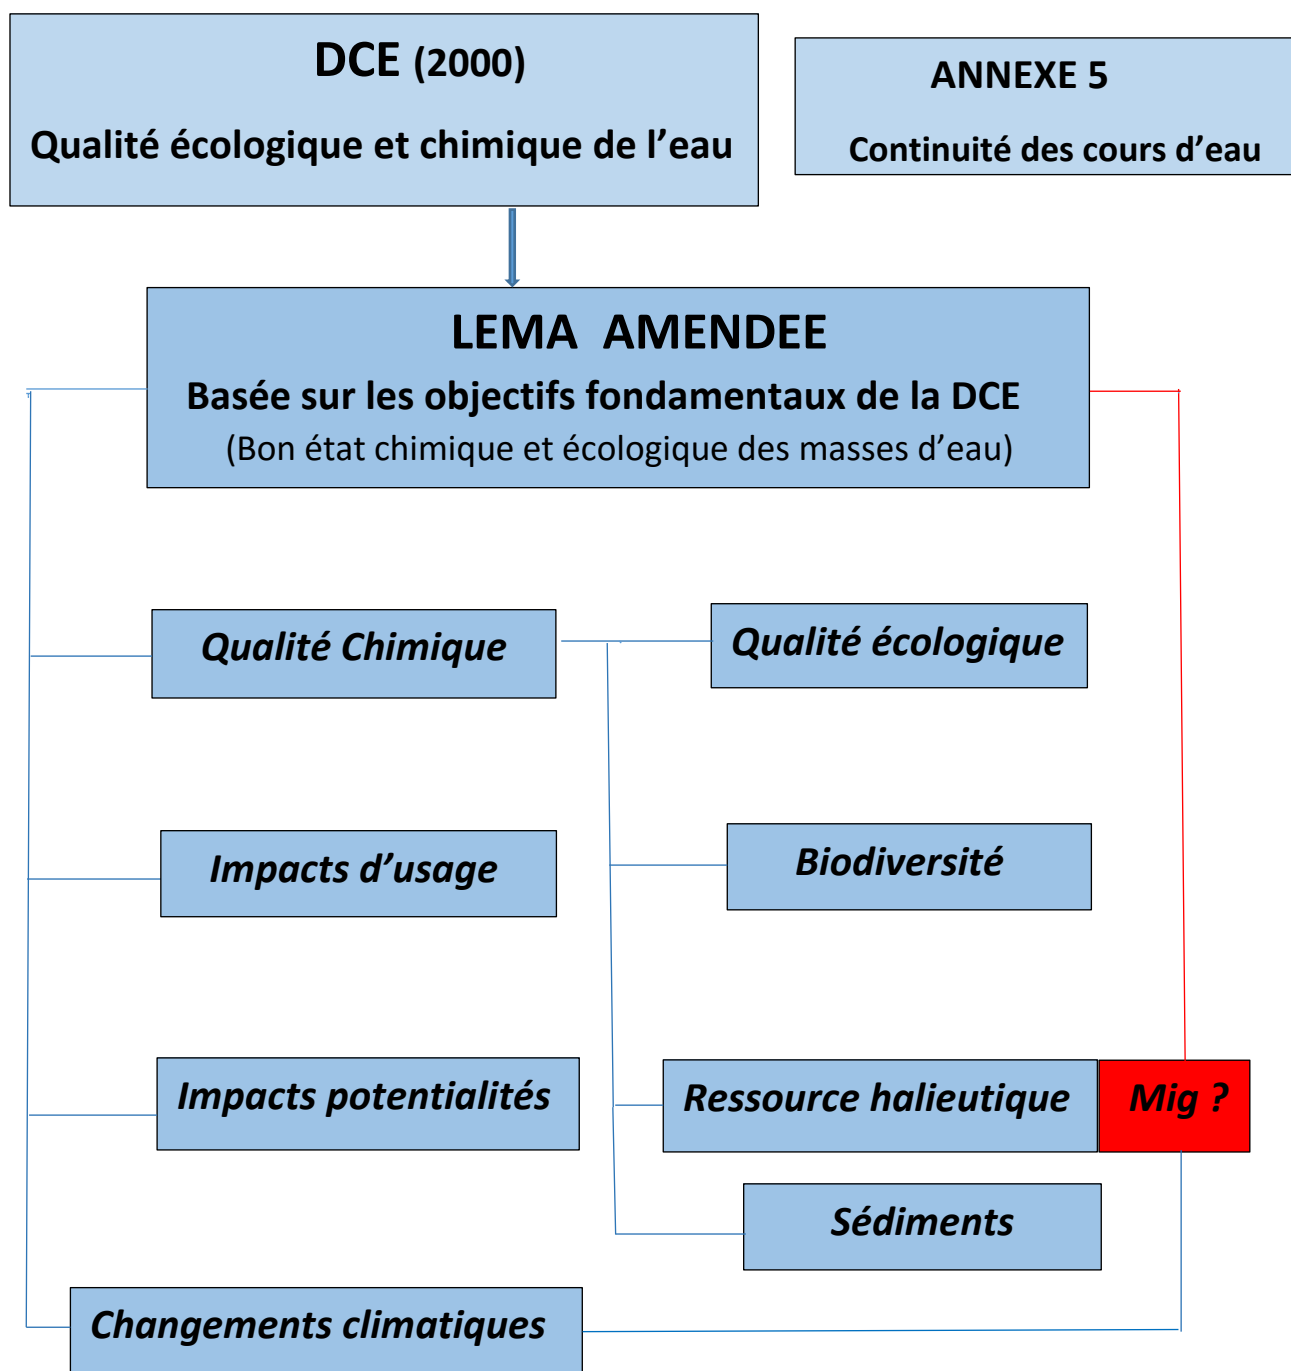 DCE (2000)
Qualité écologique et chimique de l’eau
ANNEXE 5
Continuité des cours d’eau
LEMA AMENDEE
Basée sur les objectifs fondamentaux de la DCE
(Bon état chimique et écologique des masses d’eau)
Qualité Chimique
Qualité écologique
Impacts d’usage
Biodiversité
Impacts potentialités
Ressource halieutique
Mig ?
Sédiments
Changements climatiques